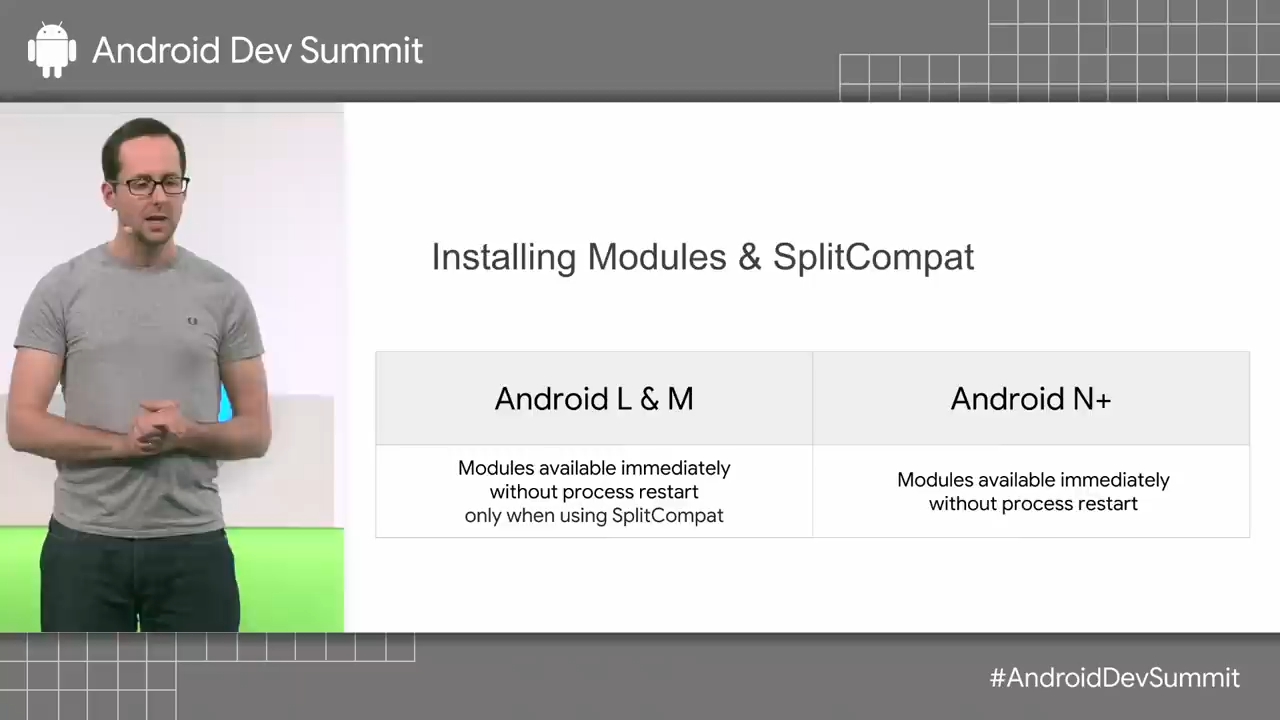 Android Dev Summit
Installing Modules & SplitCompat
Android L & M
Android N+
Modules available immediately
without process restart
only when using SplitCompat
Modules available immediately
without process restart
#AndroidDevSummit